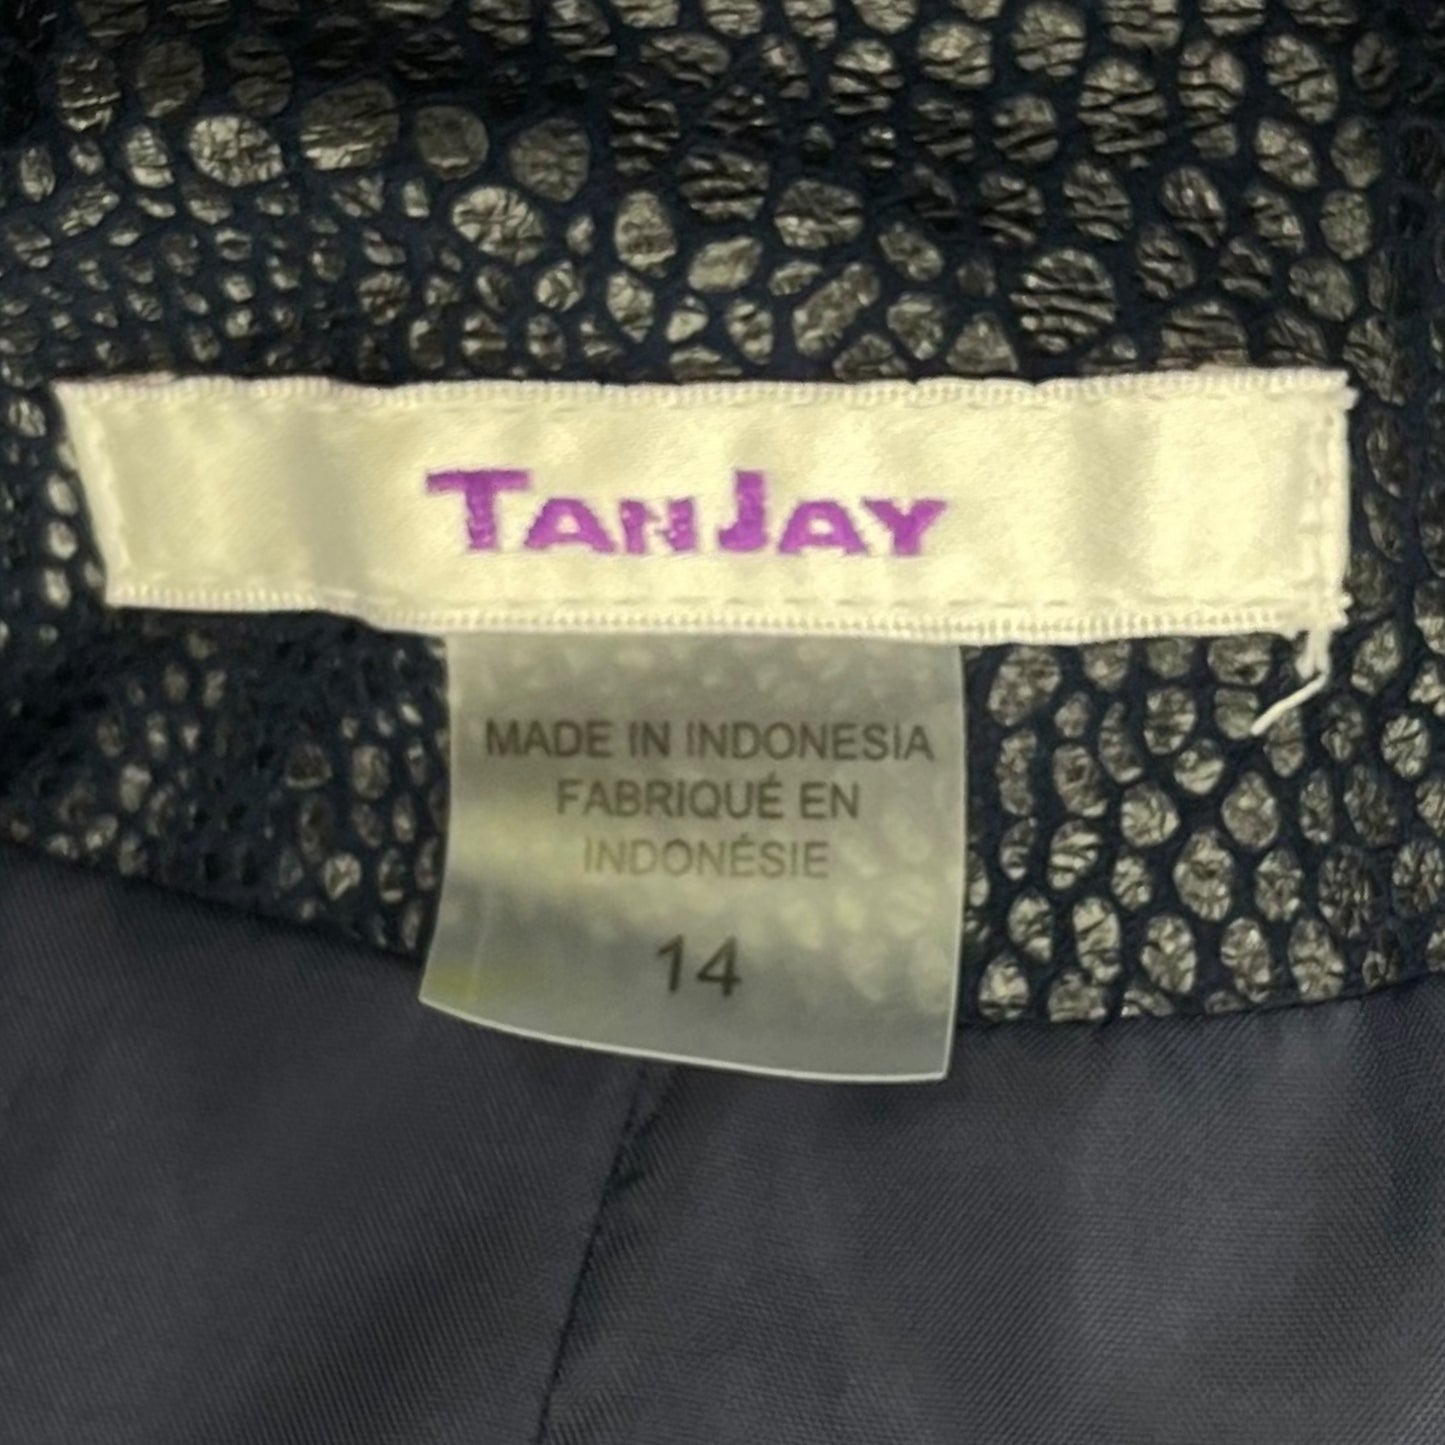 TANJAY
MADE IN INDONESIA
FABRIQUÉ EN
INDONÉSIE
14